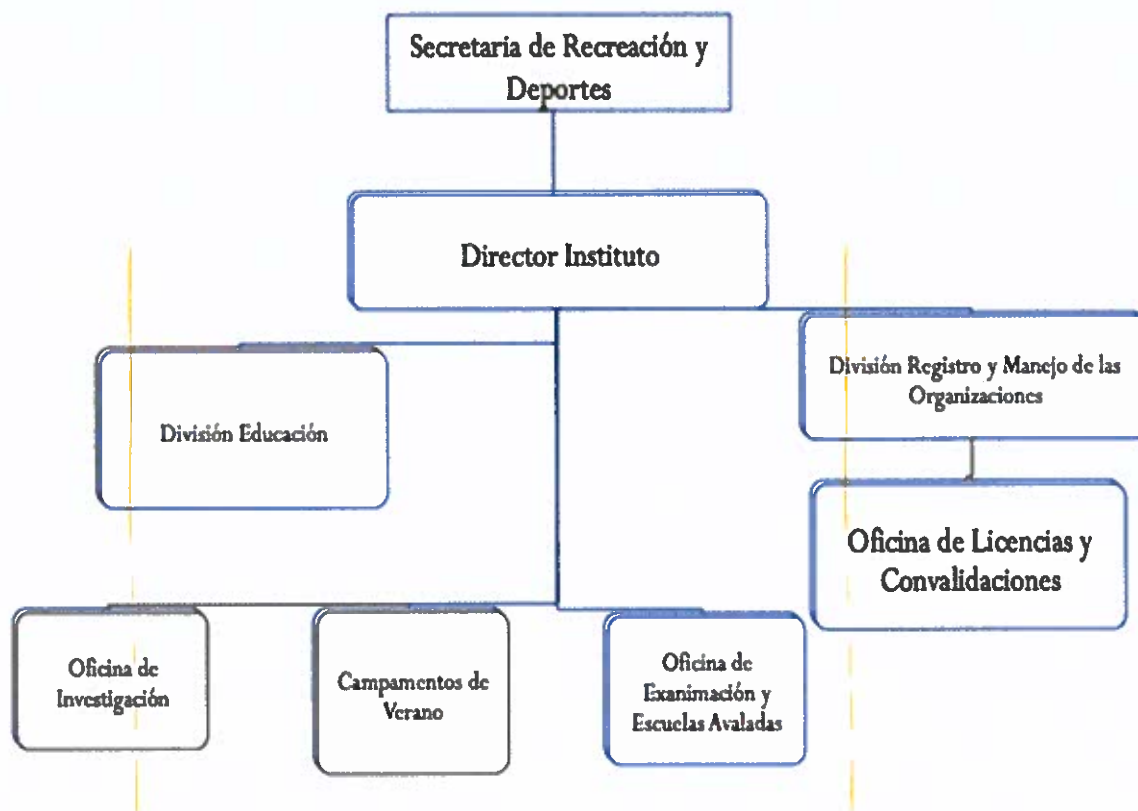 Secretaria de Recreación y
Deportes
Director Instituto
División Registro y Manejo de las
Organizaciones
División Educación
Oficina de Licencias y
Convalidaciones
Oficina de
Investigación
Campamentos de
Verano
Oficina de
Exanimación y
Escuelas Avaladas